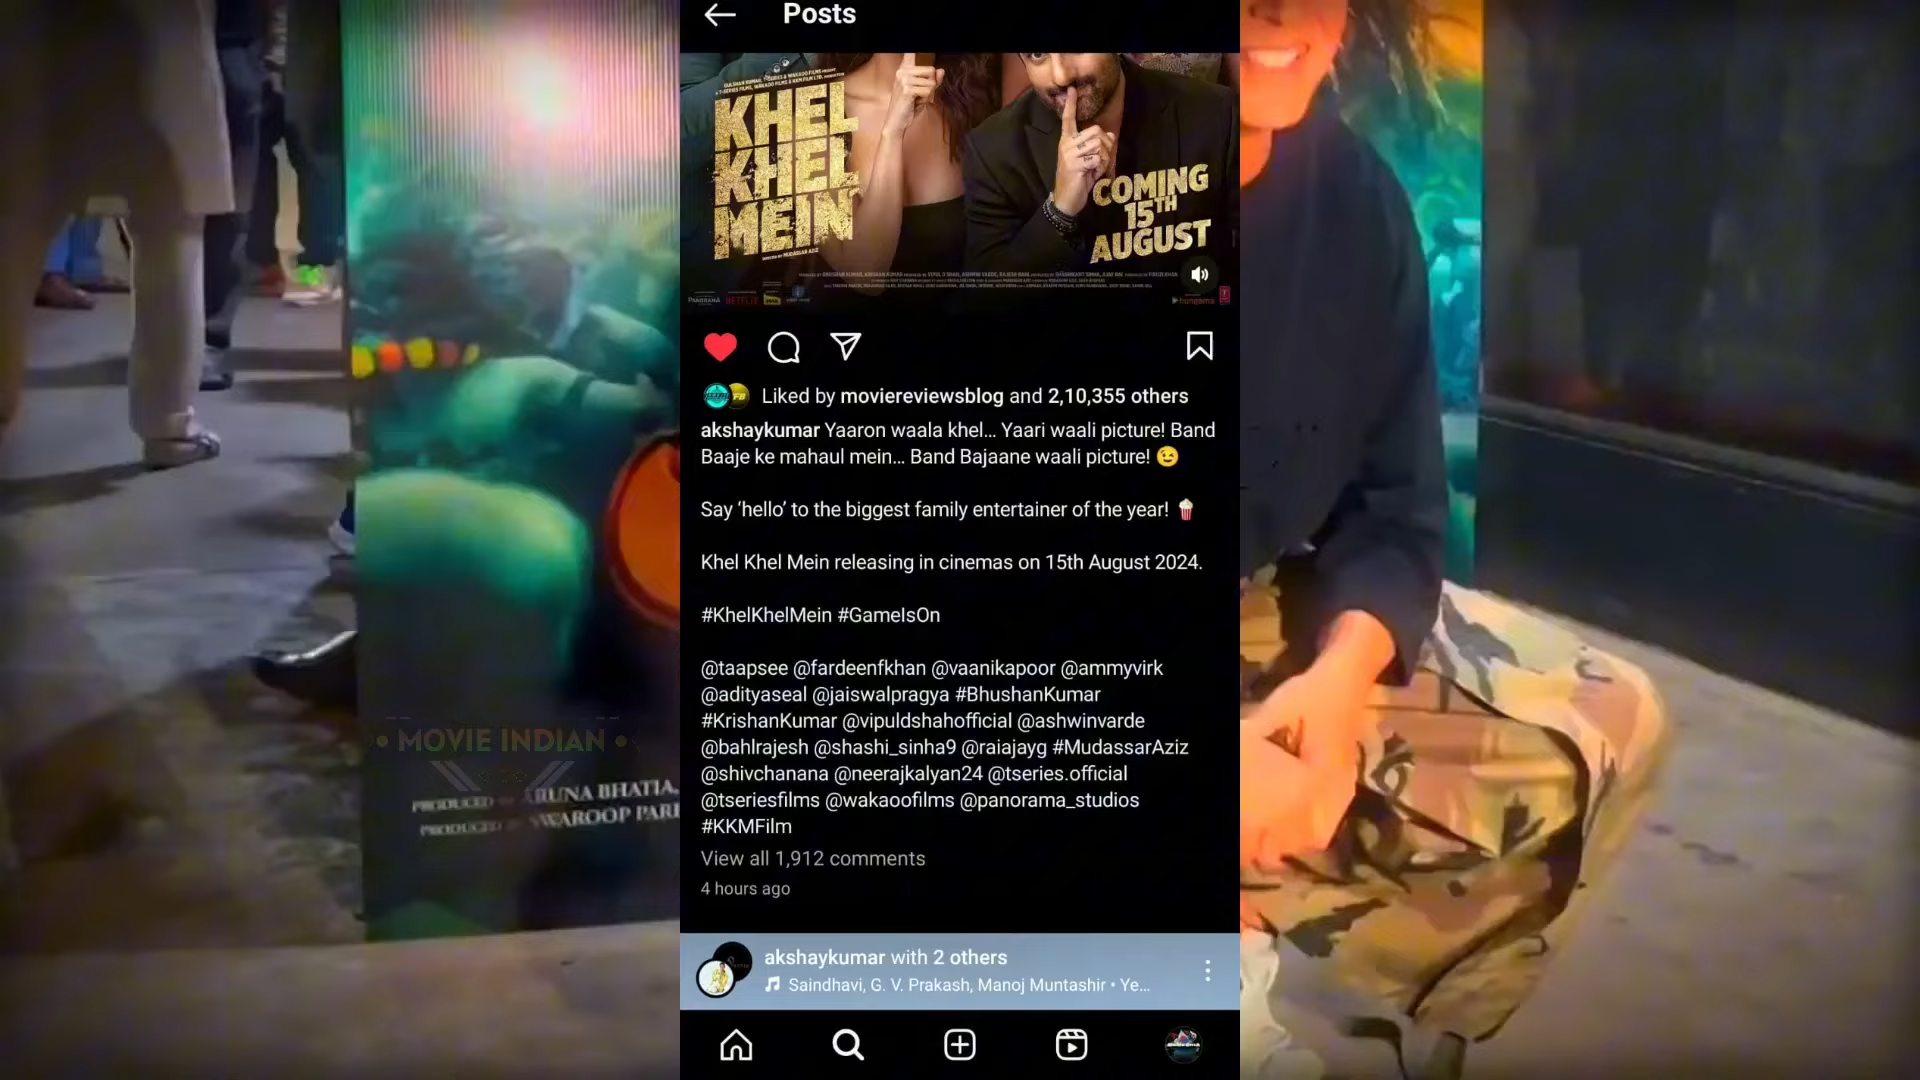 Posts
KHEL
KHEL
MEIN
COMING
15TH
AUGUST
PANORAMA
NETFLIX
hungama
Liked by moviereviewsblog and 2,10,355 others
akshaykumar Yaaron waala khel... Yaari waali picture! Band
Baaje ke mahaul mein... Band Bajaane waali picture! 😉
Say ‘hello’ to the biggest family entertainer of the year! 🍿
Khel Khel Mein releasing in cinemas on 15th August 2024.
#KhelKhelMein #GameIsOn
@taapsee @fardeenfkhan @vaanikapoor @ammyvirk
@adityaseal @jaiswalpragya #BhushanKumar
#KrishanKumar @vipuldshahofficial @ashwinvarde
@bahlrajesh @shashi_sinha9 @raiajayg #MudassarAziz
@shivchanana @neerajkalyan24 @tseries.official
@tseriesfilms @wakaoofilms @panorama_studios
#KKMFilm
View all 1,912 comments
4 hours ago
akshaykumar with 2 others
Saindhavi, G. V. Prakash, Manoj Muntashir • Ye...
• MOVIE INDIAN •
PRODUCED ARUNA BHATIA,
PRODUCED SWAROOP PARE